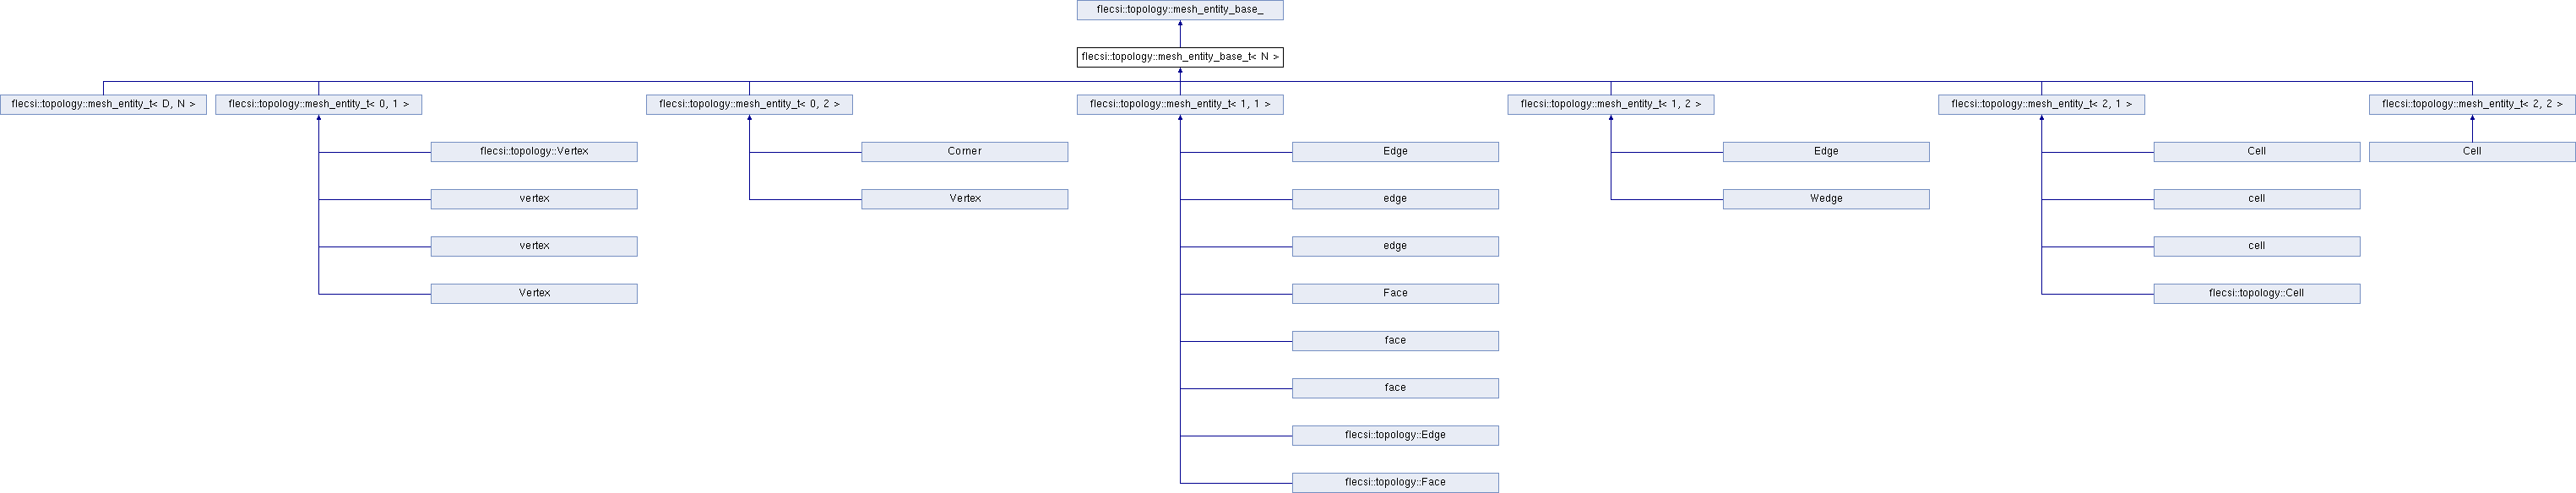 flecsi::topology::mesh_entity_base_
flecsi::topology::mesh_entity_base_t< N >
flecsi::topology::mesh_entity_t< D, N >
flecsi::topology::mesh_entity_t< 0, 1 >
flecsi::topology::mesh_entity_t< 0, 2 >
flecsi::topology::mesh_entity_t< 1, 1 >
flecsi::topology::mesh_entity_t< 1, 2 >
flecsi::topology::mesh_entity_t< 2, 1 >
flecsi::topology::mesh_entity_t< 2, 2 >
flecsi::topology::Vertex
Corner
Edge
Edge
Cell
Cell
vertex
Vertex
edge
Wedge
cell
vertex
edge
cell
Vertex
Face
flecsi::topology::Cell
face
face
flecsi::topology::Edge
flecsi::topology::Face